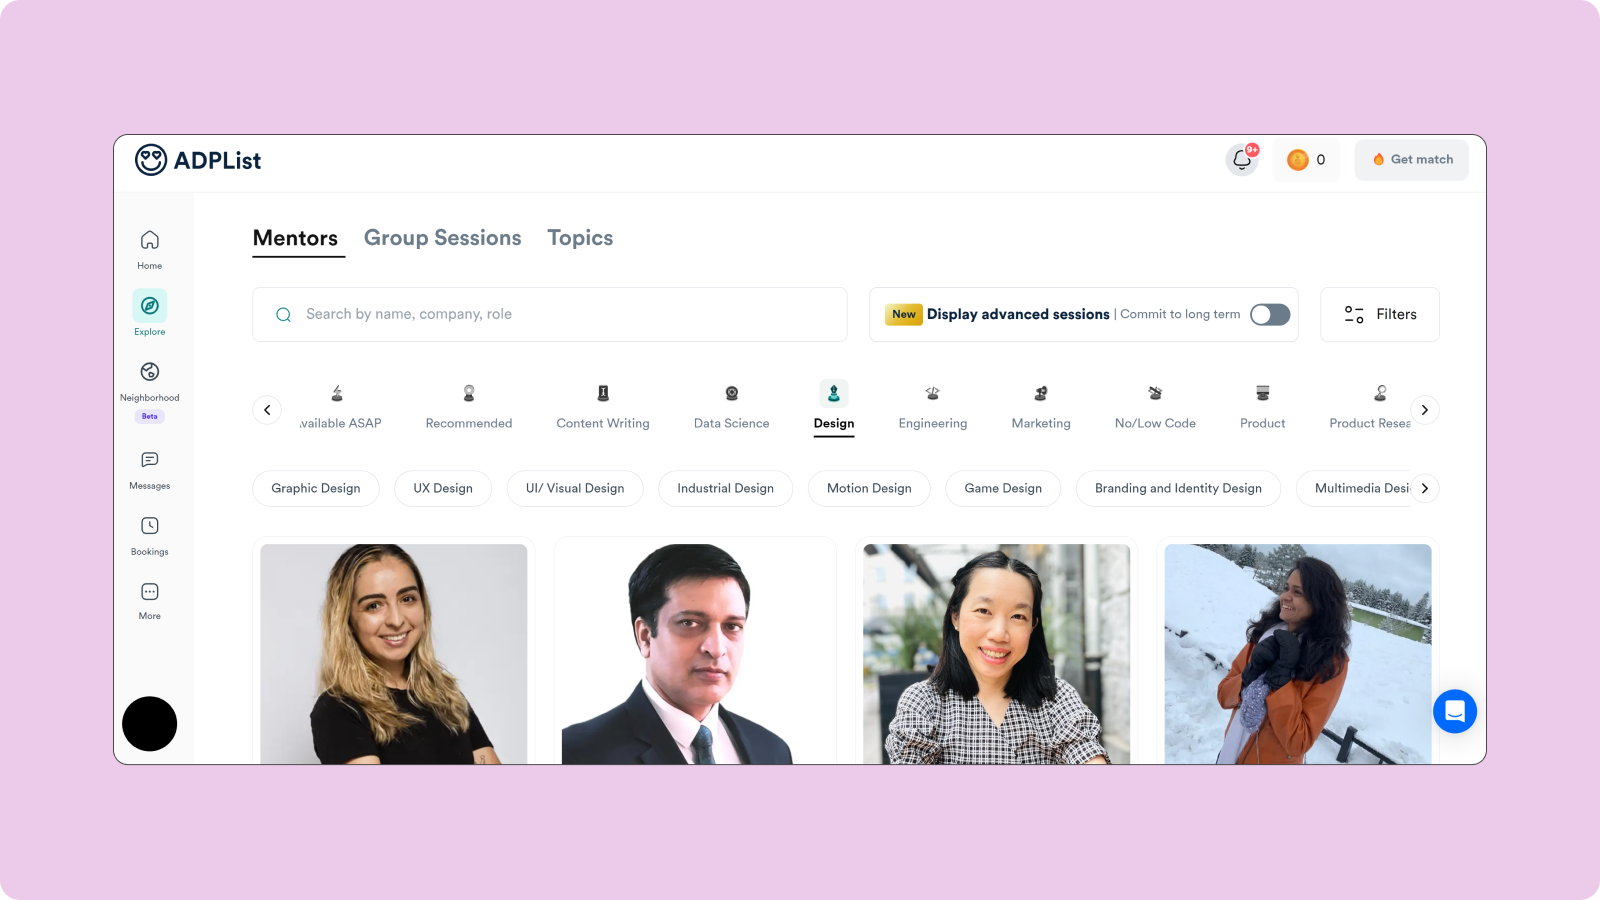 ADPList
9+
0
Get match
Home
Explore
Neighborhood
Beta
Messages
Bookings
More
Mentors Group Sessions Topics
Search by name, company, role
New Display advanced sessions | Commit to long term
Filters
vailable ASAP Recommended Content Writing Data Science Design Engineering Marketing No/Low Code Product Product Resea
Graphic Design UX Design UI/ Visual Design Industrial Design Motion Design Game Design Branding and Identity Design Multimedia Desi